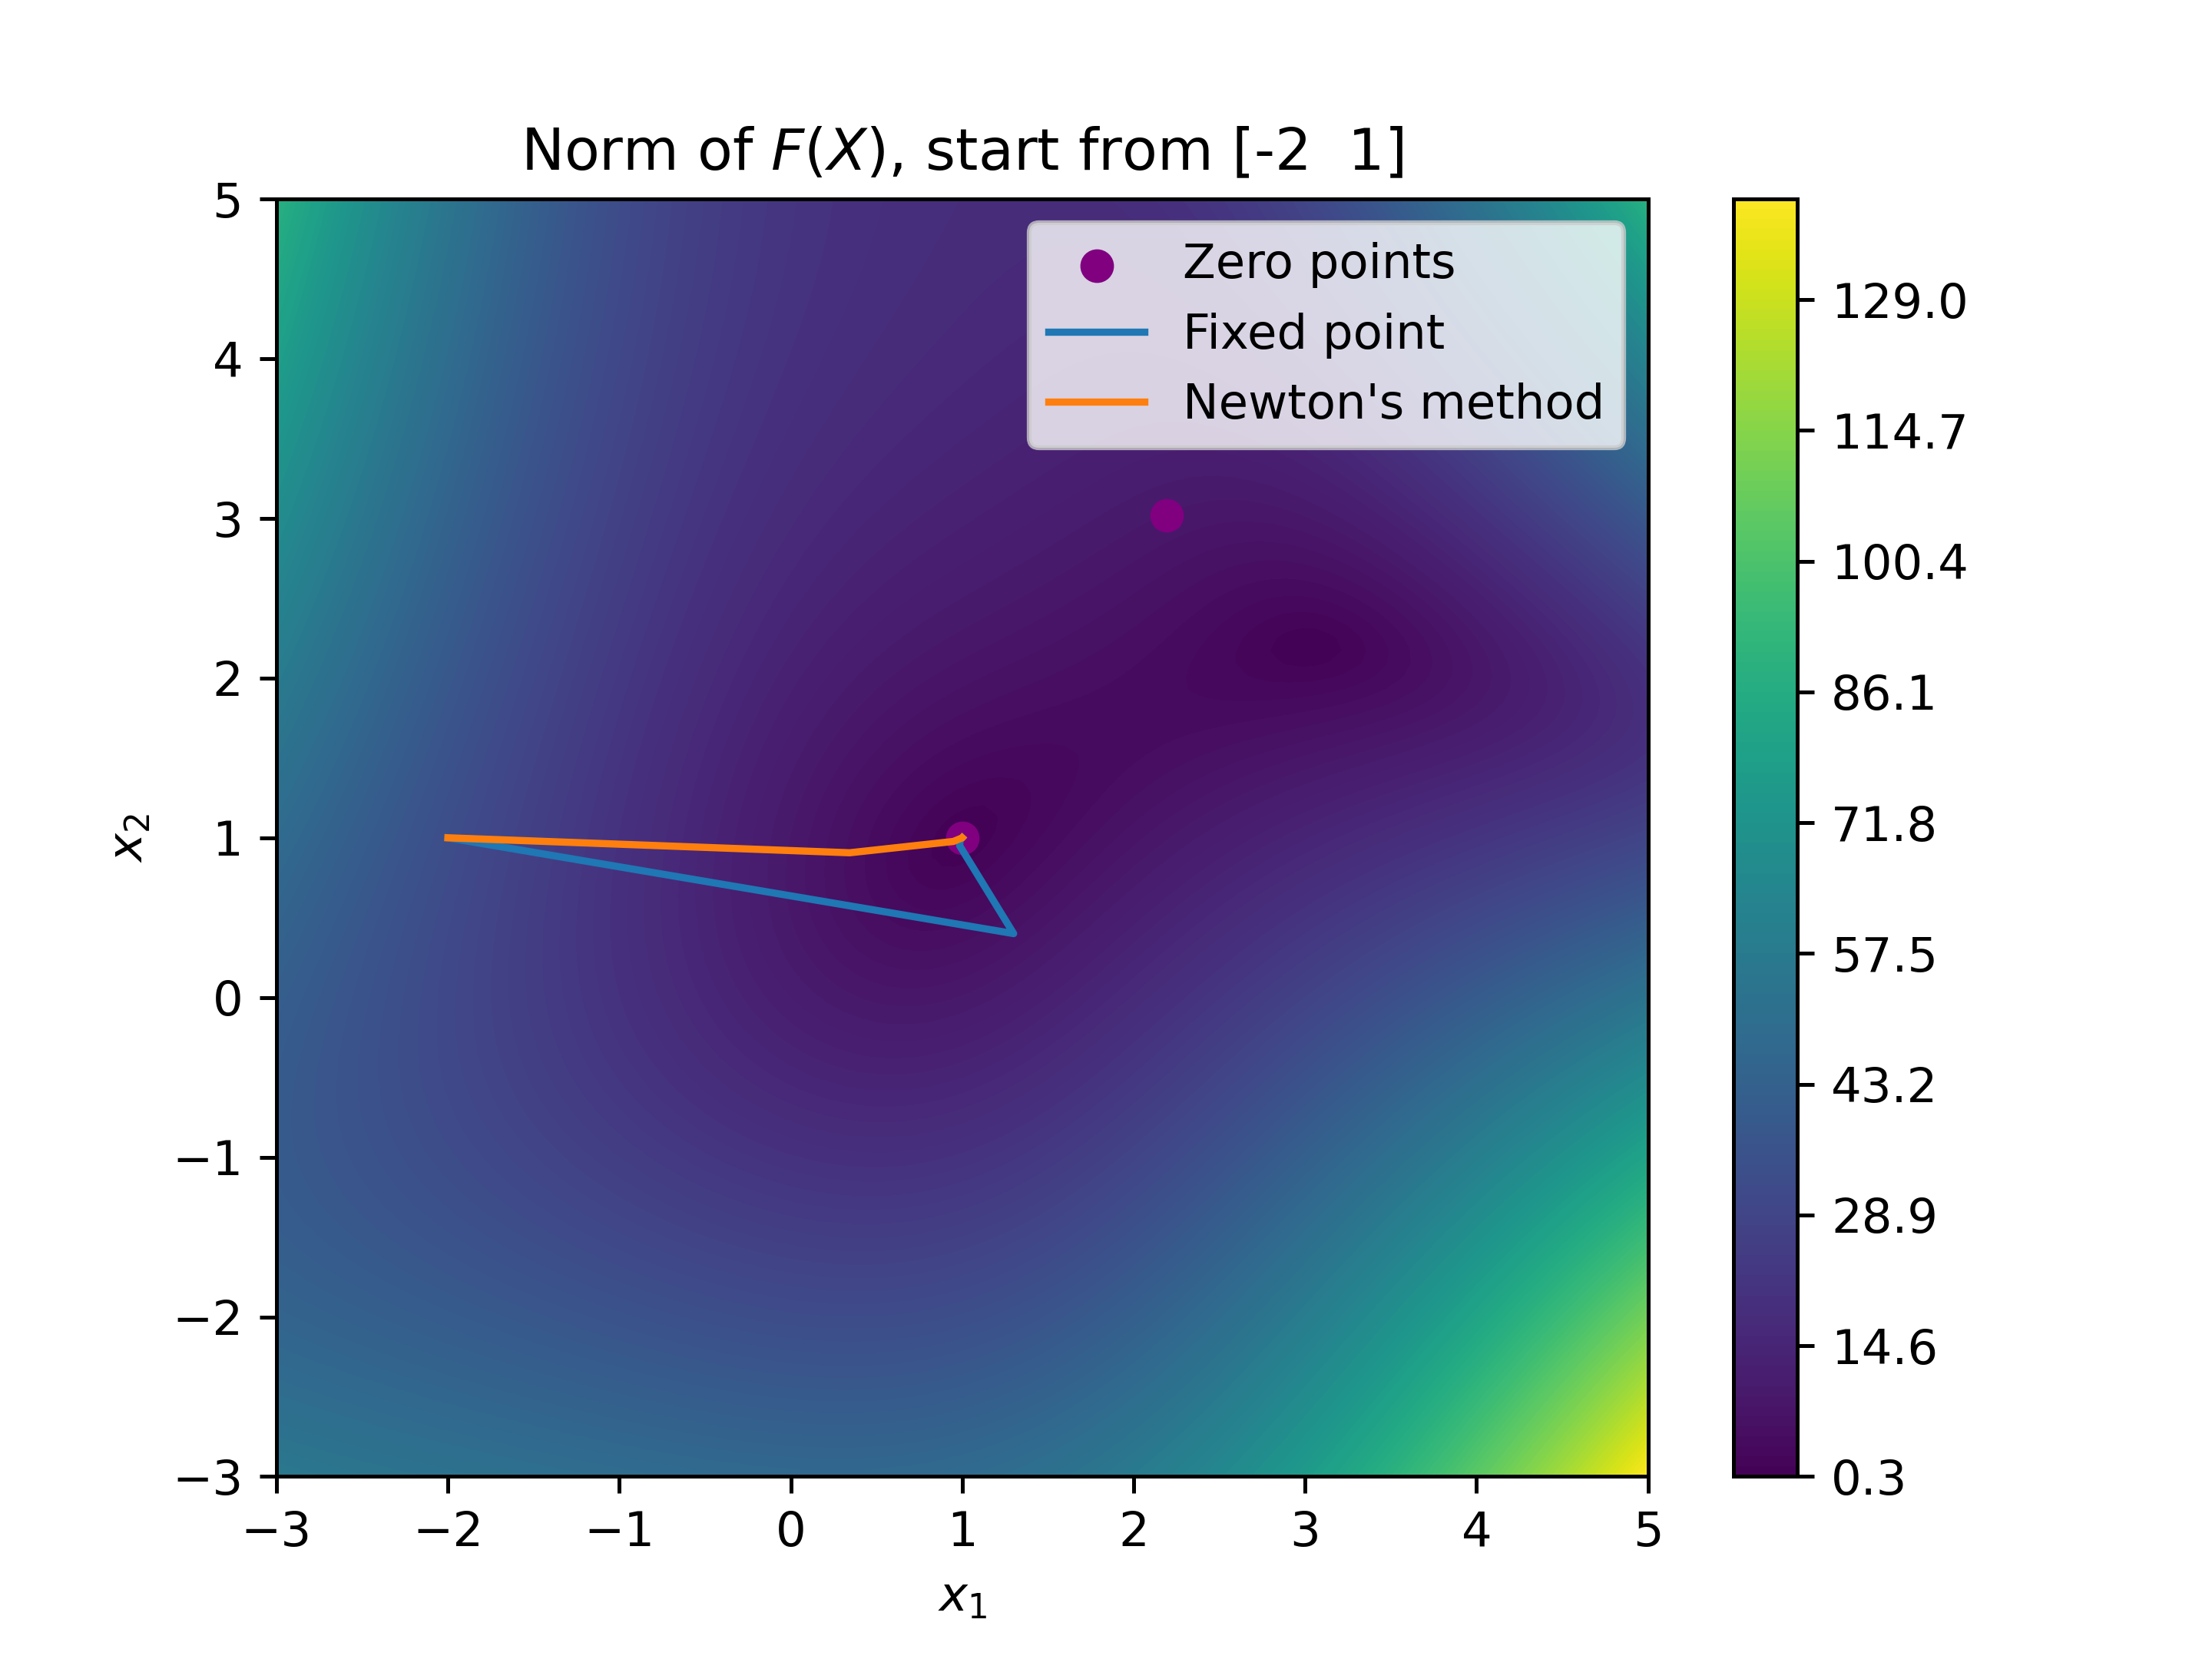 Norm of F(X), start from [-2  1]
Zero points
Fixed point
Newton's method
5
4
3
2
1
0
−1
−2
−3
x₂
−3 −2 −1 0 1 2 3 4 5
x₁
129.0
114.7
100.4
86.1
71.8
57.5
43.2
28.9
14.6
0.3